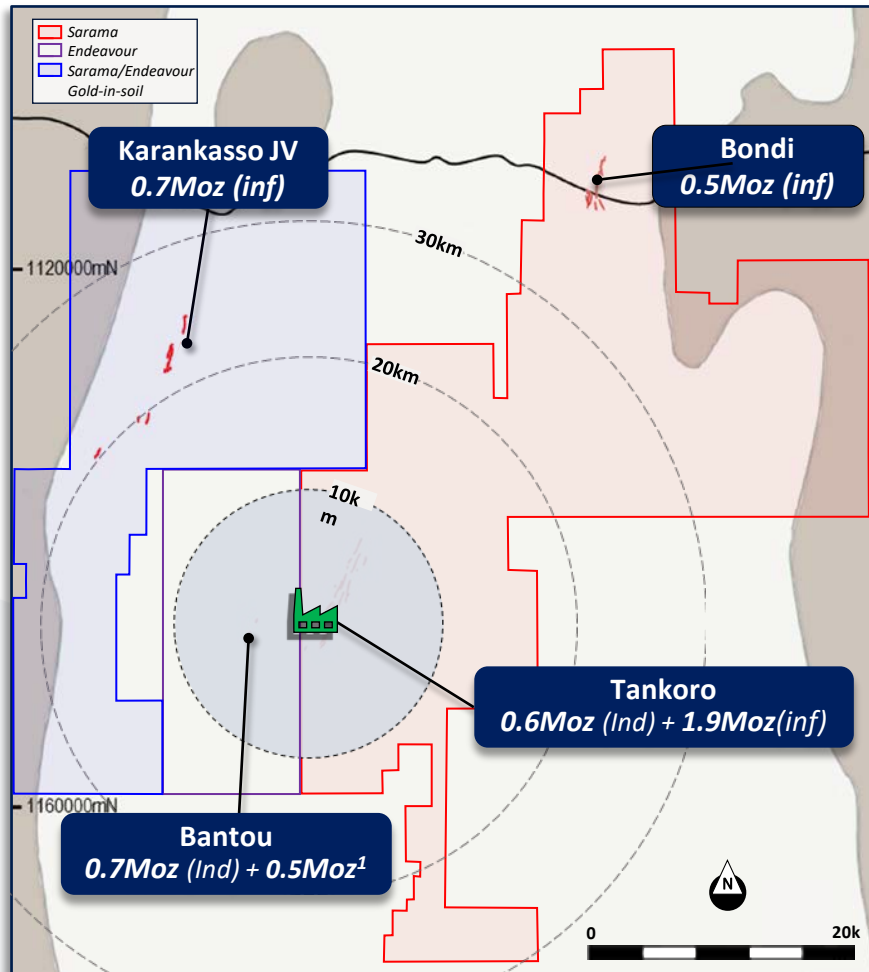 Sarama
Endeavour
Sarama/Endeavour
Gold-in-soil
Karankasso JV
0.7Moz (inf)
Bondi
0.5Moz (inf)
30km
1120000mN
20km
10k
m
Tankoro
0.6Moz (Ind) + 1.9Moz(inf)
1160000mN
Bantou
0.7Moz (Ind) + 0.5Moz¹
N
0
20k